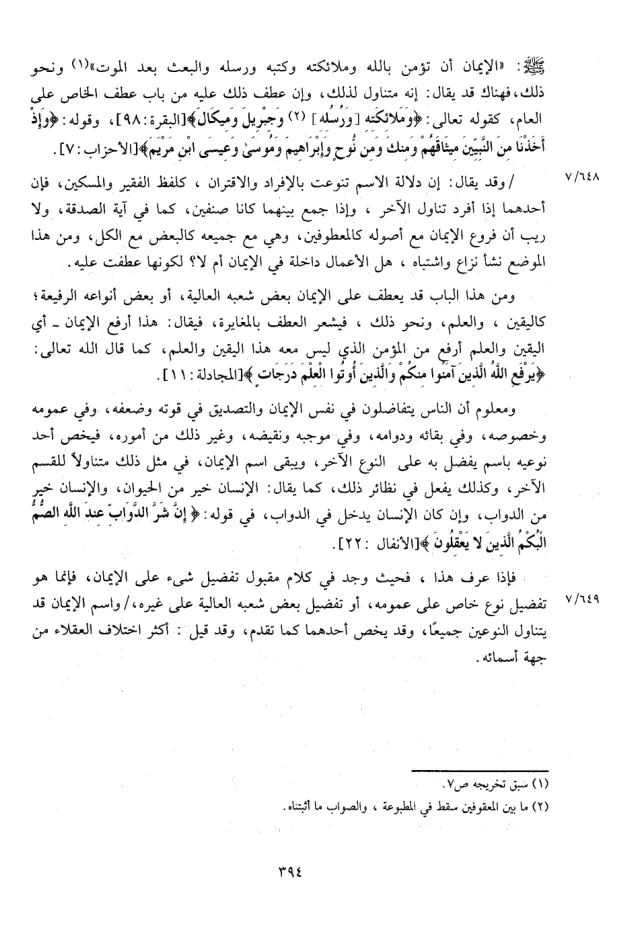 ﷺ: «الإيمان أن تؤمن بالله وملائكته وكتبه ورسله والبعث بعد الموت»(١) ونحو
ذلك،فهناك قد يقال: إنه متناول لذلك، وإن عطف ذلك عليه من باب عطف الخاص على
العام، كقوله تعالى: ﴿وَمَلائكَتِه [وَرُسُلِه] (٢) وَجِبْرِيلَ وَمِيكَالَ﴾[البقرة:٩٨]، وقوله: ﴿وَإِذْ
أَخَذْنَا مِنَ النَّبِيِّينَ مِيثَاقَهُمْ وَمِنكَ وَمِن نُّوحٍ وَإِبْرَاهِيمَ وَمُوسَىٰ وَعِيسَى ابْنِ مَرْيَمَ﴾[الأحزاب:٧].
٧/٦٤٨ / وقد يقال: إن دلالة الاسم تنوعت بالإفراد والاقتران ، كلفظ الفقير والمسكين، فإن
أحدهما إذا أفرد تناول الآخر ، وإذا جمع بينهما كانا صنفين، كما في آية الصدقة، ولا
ريب أن فروع الإيمان مع أصوله كالمعطوفين، وهي مع جميعه كالبعض مع الكل، ومن هذا
الموضع نشأ نزاع واشتباه ، هل الأعمال داخلة في الإيمان أم لا؟ لكونها عطفت عليه.
ومن هذا الباب قد يعطف على الإيمان بعض شعبه العالية، أو بعض أنواعه الرفيعة؛
كاليقين ، والعلم، ونحو ذلك ، فيشعر العطف بالمغايرة، فيقال: هذا أرفع الإيمان ــ أي
اليقين والعلم أرفع من المؤمن الذي ليس معه هذا اليقين والعلم، كما قال الله تعالى:
﴿يَرْفَعِ اللَّهُ الَّذِينَ آمَنُوا مِنكُمْ وَالَّذِينَ أُوتُوا الْعِلْمَ دَرَجَاتٍ﴾[المجادلة:١١].
ومعلوم أن الناس يتفاضلون في نفس الإيمان والتصديق في قوته وضعفه، وفي عمومه
وخصوصه، وفي بقائه ودوامه، وفي موجبه ونقيضه، وغير ذلك من أموره، فيخص أحد
نوعيه باسم يفضل به على النوع الآخر، ويبقى اسم الإيمان، في مثل ذلك متناولاً للقسم
الآخر، وكذلك يفعل في نظائر ذلك، كما يقال: الإنسان خير من الحيوان، والإنسان خير
من الدواب، وإن كان الإنسان يدخل في الدواب، في قوله: ﴿ إِنَّ شَرَّ الدَّوَابِّ عِندَ اللَّهِ الصُّمُّ
الْبُكْمُ الَّذِينَ لا يَعْقِلُونَ ﴾[الأنفال :٢٢].
فإذا عرف هذا ، فحيث وجد في كلام مقبول تفضيل شىء على الإيمان، فإنما هو
٧/٦٤٩ تفضيل نوع خاص على عمومه، أو تفضيل بعض شعبه العالية على غيره،/واسم الإيمان قد
يتناول النوعين جميعًا، وقد يخص أحدهما كما تقدم، وقد قيل : أكثر اختلاف العقلاء من
جهة أسمائه.
(١) سبق تخريجه ص٧.
(٢) ما بين المعقوفين سقط في المطبوعة ، والصواب ما أثبتناه.
٣٩٤